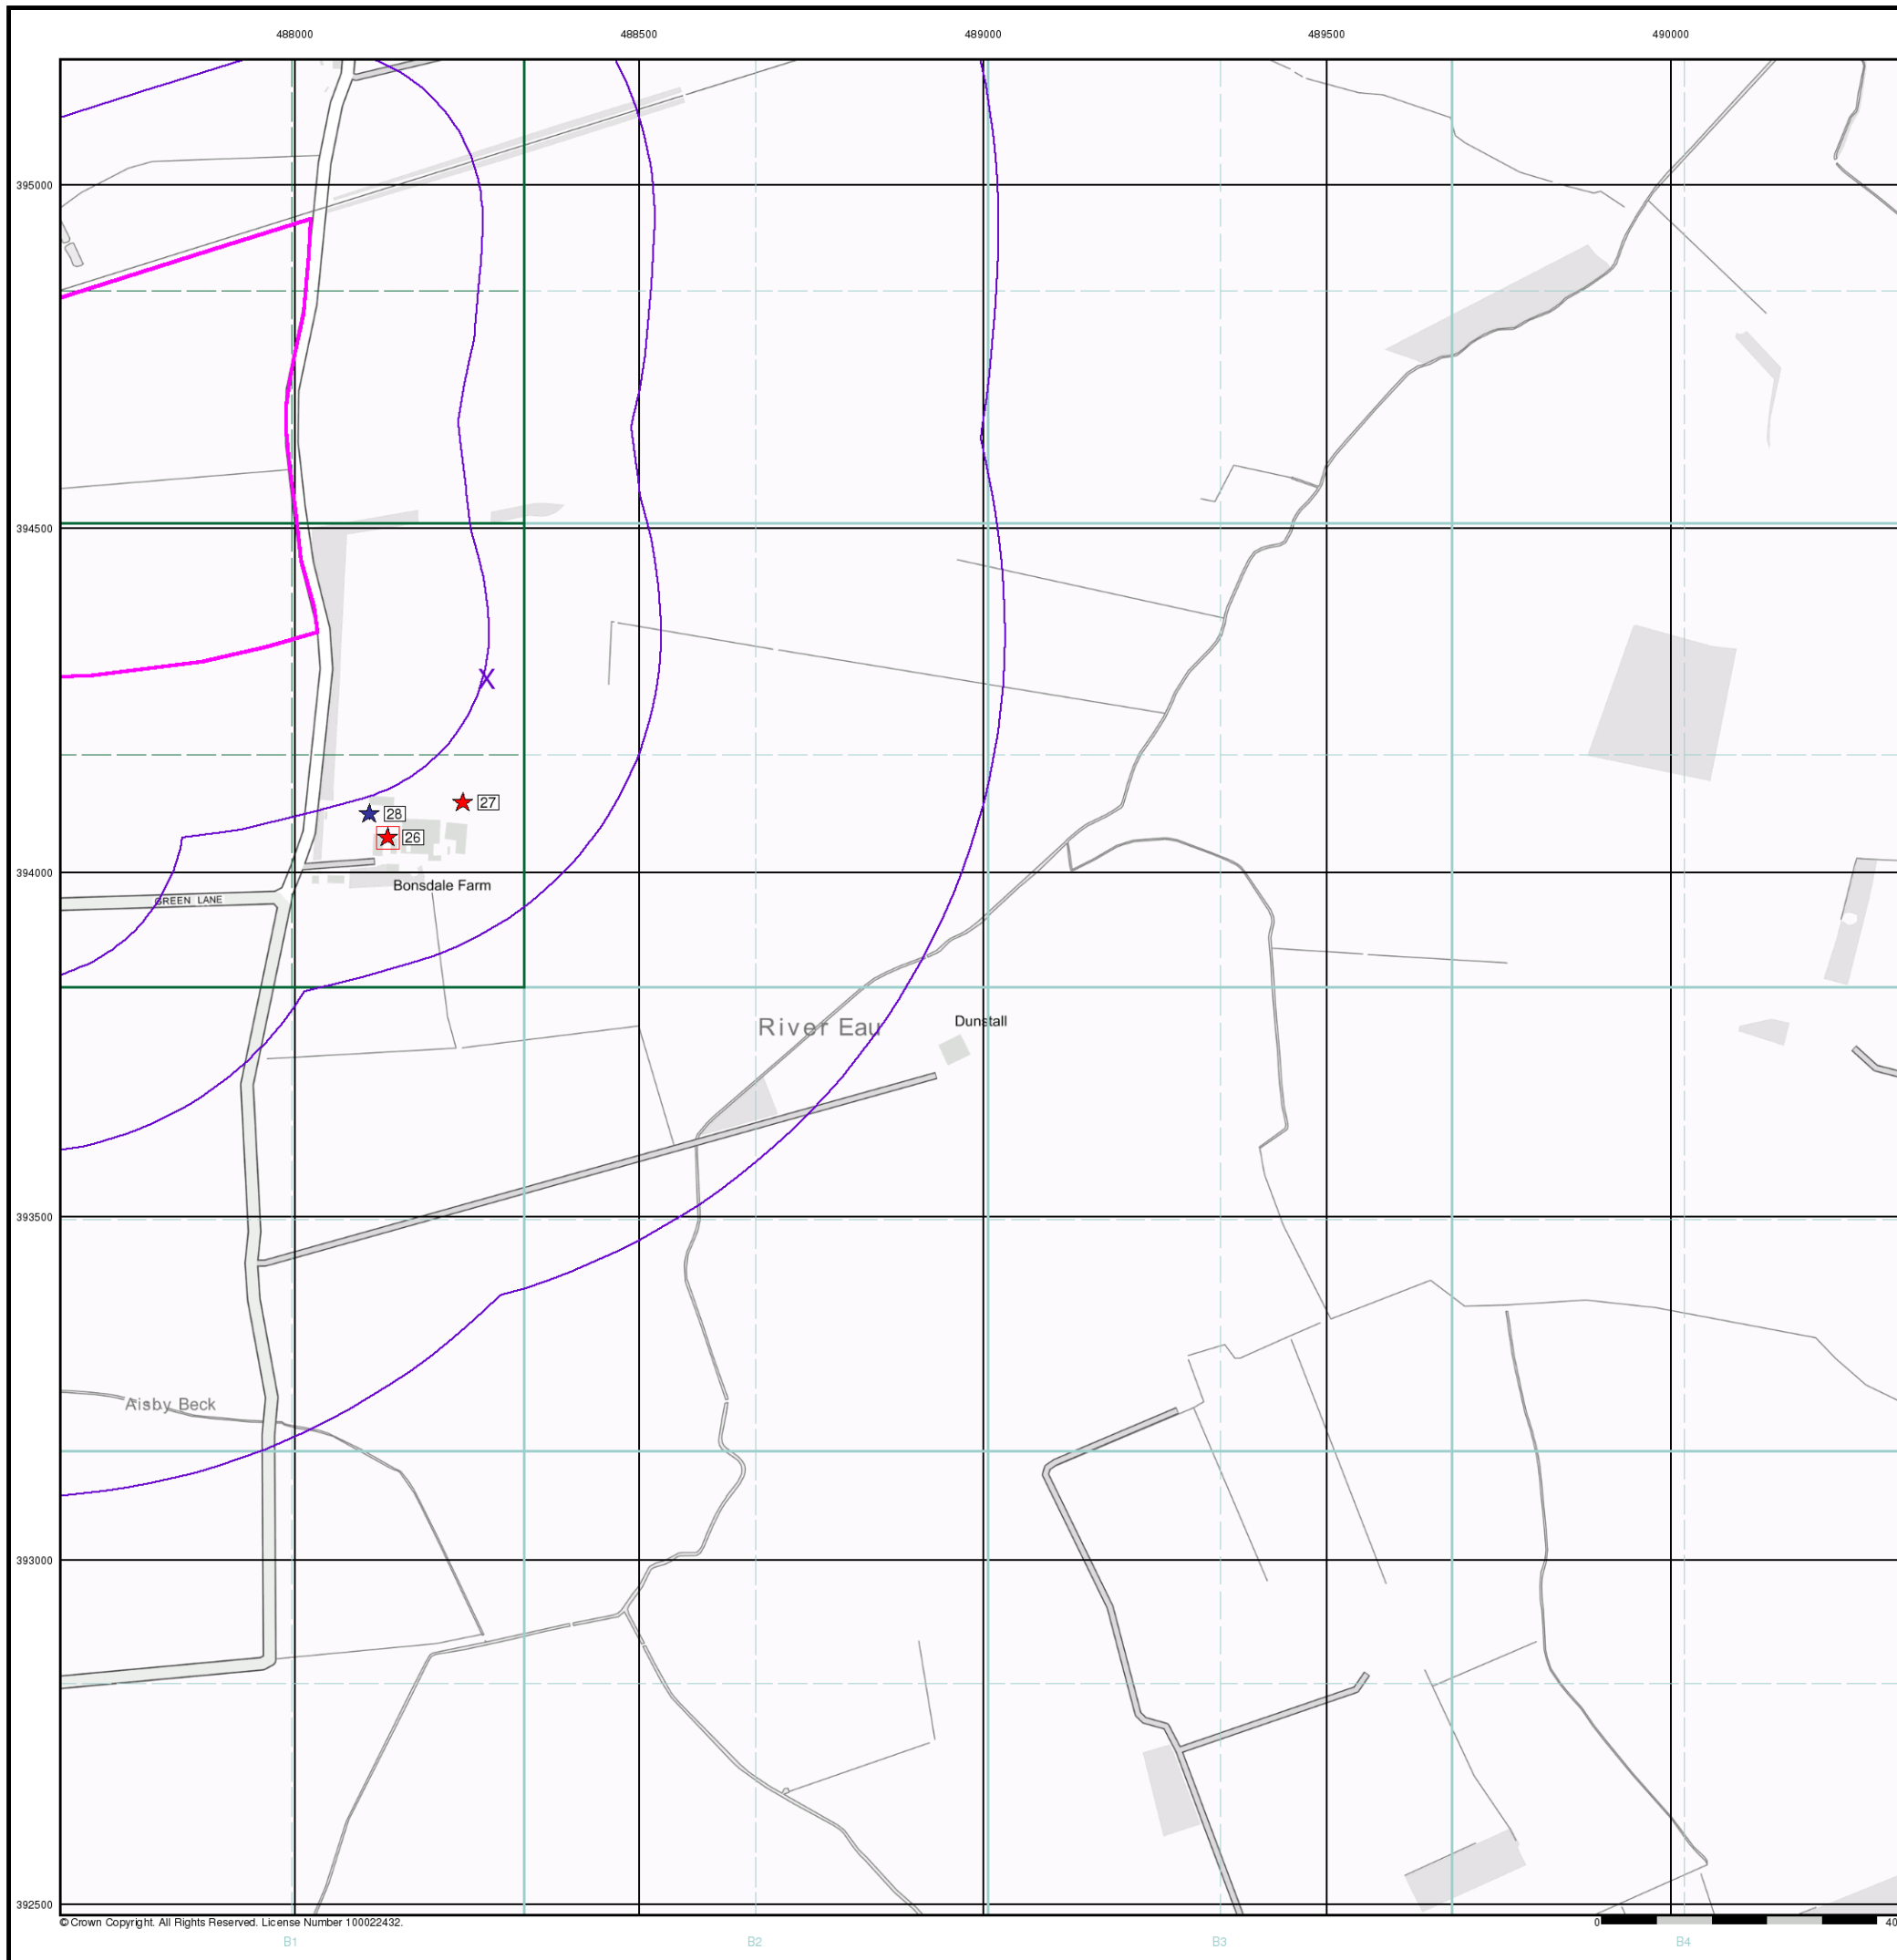 488000 488500 489000 489500 490000
395000
394500
X
27
28
26
394000
Bonsdale Farm
GREEN LANE
Dunstall
River Eau
393500
Aisby Beck
393000
392500
© Crown Copyright. All Rights Reserved. License Number 100022432.
0 40
B1 B2 B3 B4